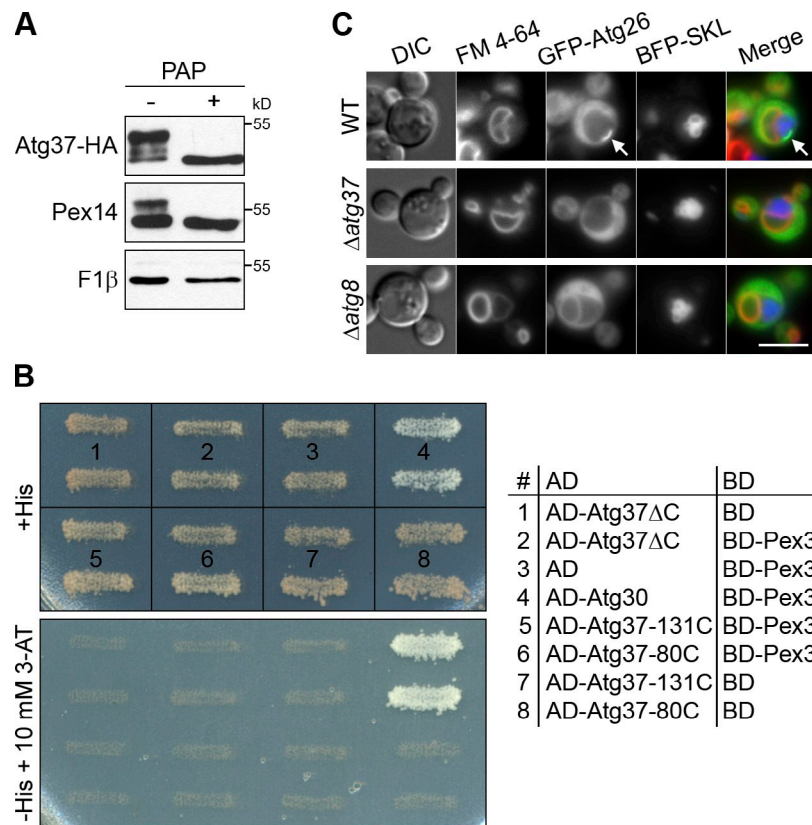 A
PAP
- +
kD
Atg37-HA
55
Pex14
55
F1β
55
C
DIC FM 4-64 GFP-Atg26 BFP-SKL Merge
WT
Δatg37
Δatg8
B
+His
1 2 3 4
5 6 7 8
-His + 10 mM 3-AT
# AD BD
1 AD-Atg37ΔC BD
2 AD-Atg37ΔC BD-Pex3
3 AD BD-Pex3
4 AD-Atg30 BD-Pex3
5 AD-Atg37-131C BD-Pex3
6 AD-Atg37-80C BD-Pex3
7 AD-Atg37-131C BD
8 AD-Atg37-80C BD